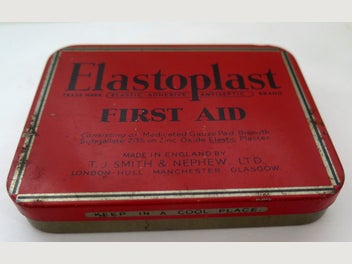 Elastoplast
TRADE MARK ELASTIC ADHESIVE ANTISEPTIC BRAND
FIRST AID
Consisting of Medicated Gauze Pad Bismuth
Subgallate 2/3% on Zinc Oxide Elastic Plaster
MADE IN ENGLAND BY
T. J. SMITH & NEPHEW, LTD.,
LONDON HULL MANCHESTER GLASGOW.
KEEP IN A COOL PLACE.